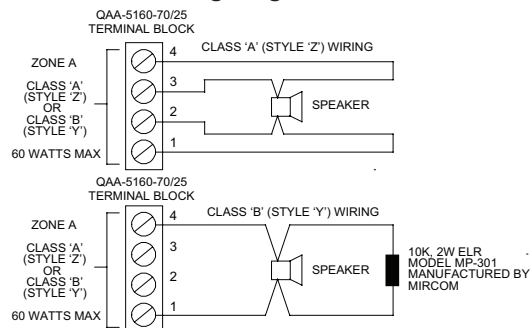 QAA-5160-70/25
TERMINAL BLOCK
CLASS 'A' (STYLE 'Z') WIRING
ZONE A
CLASS 'A'
(STYLE 'Z')
OR
CLASS 'B'
(STYLE 'Y')
60 WATTS MAX
4
3
2
1
SPEAKER
QAA-5160-70/25
TERMINAL BLOCK
CLASS 'B' (STYLE 'Y') WIRING
ZONE A
CLASS 'A'
(STYLE 'Z')
OR
CLASS 'B'
(STYLE 'Y')
60 WATTS MAX
4
3
2
1
SPEAKER
10K, 2W ELR
MODEL MP-301
MANUFACTURED BY
MIRCOM